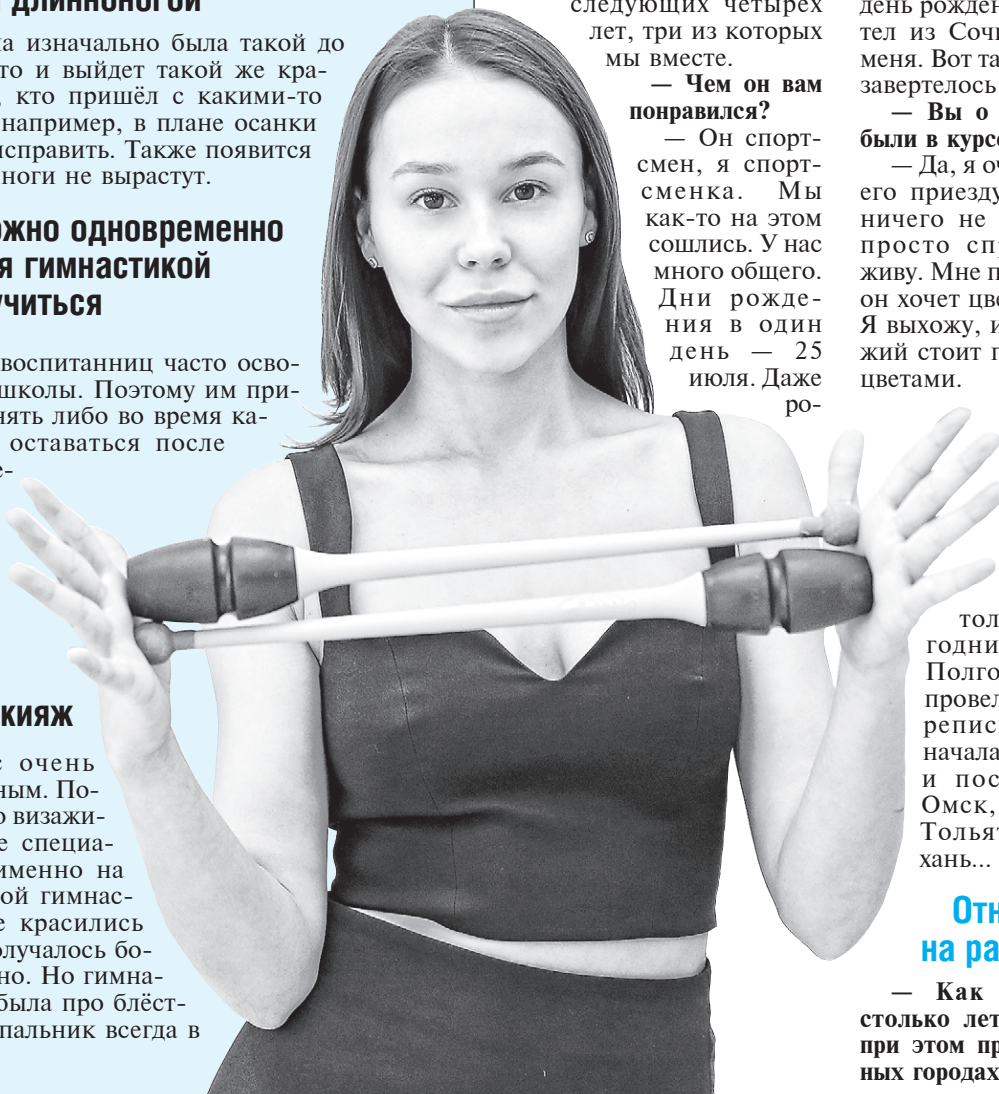 длинноногой
на изначально была такой до
то и выйдет такой же кра-
, кто пришёл с какими-то
например, в плане осанки
исправить. Также появится
ноги не вырастут.
ожно одновременно
я гимнастикой
учиться
воспитанниц часто осво-
школы. Поэтому им при-
нять либо во время ка-
оставаться после
е-
кияж
с очень
ным. По-
о визажи-
е специа-
именно на
ой гимнас-
е красились
олучалось бо-
но. Но гимна-
была про блёст-
пальник всегда в
следующих четырех
лет, три из которых
мы вместе.
— Чем он вам
понравился?
— Он спорт-
смен, я спорт-
сменка. Мы
как-то на этом
сошлись. У нас
много общего.
Дни рожде-
ния в один
день — 25
июля. Даже
ро-
день рожден
тел из Сочи
меня. Вот та
завертелось
— Вы о
были в курсе
— Да, я оч
его приезду
ничего не
просто спр
живу. Мне п
он хочет цве
Я выхожу, и
жий стоит п
цветами.
тол
годни
Полго
провел
репис
начала
и пос
Омск,
Тольят
хань...
Отн
на ра
— Как
столько лет
при этом пр
ных городах